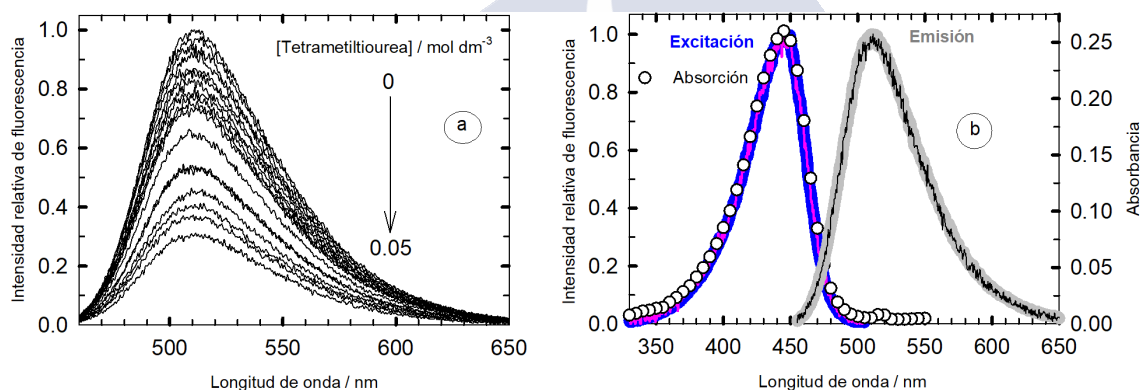 1.0
0.8
0.6
0.4
0.2
0.0
Intensidad relativa de fluorescencia
[Tetrametiltiourea] / mol dm-3
0
0.05
a
500
550
600
650
Longitud de onda / nm
1.0
0.8
0.6
0.4
0.2
0.0
Intensidad relativa de fluorescencia
Excitación
Absorción
Emisión
b
0.25
0.20
0.15
0.10
0.05
0.00
Absorbancia
350
400
450
500
550
600
650
Longitud de onda / nm